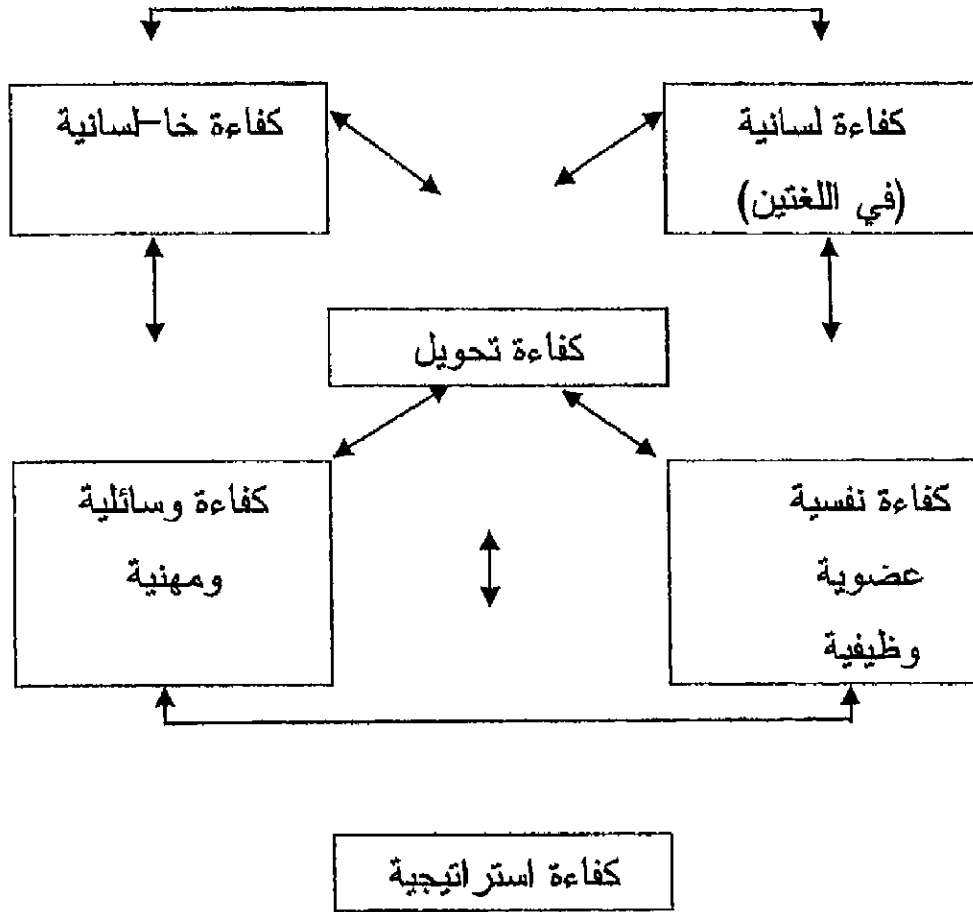 كفاءة لسانية
(في اللغتين)
كفاءة خا-لسانية
كفاءة تحويل
كفاءة نفسية
عضوية
وظيفية
كفاءة وسائلية
ومهنية
كفاءة استراتيجية